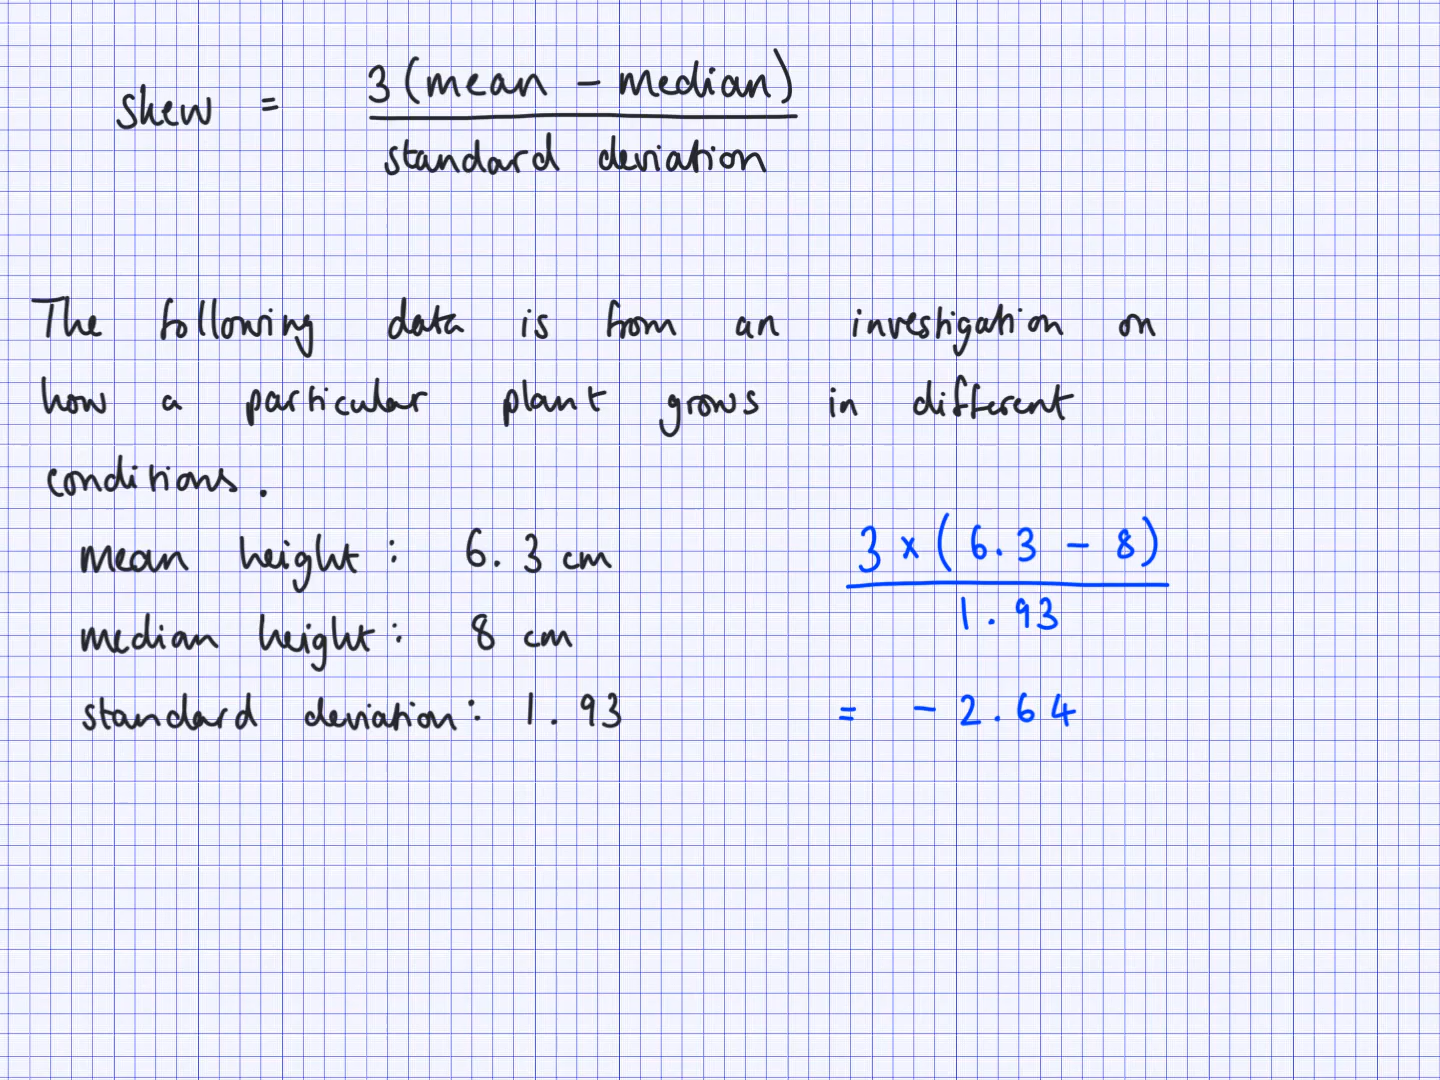 skew = 3(mean - median)
standard deviation
The following data is from an investigation on
how a particular plant grows in different
conditions.
mean height: 6.3 cm
median height: 8 cm
standard deviation: 1.93
3 × (6.3 - 8)
1.93
= - 2.64